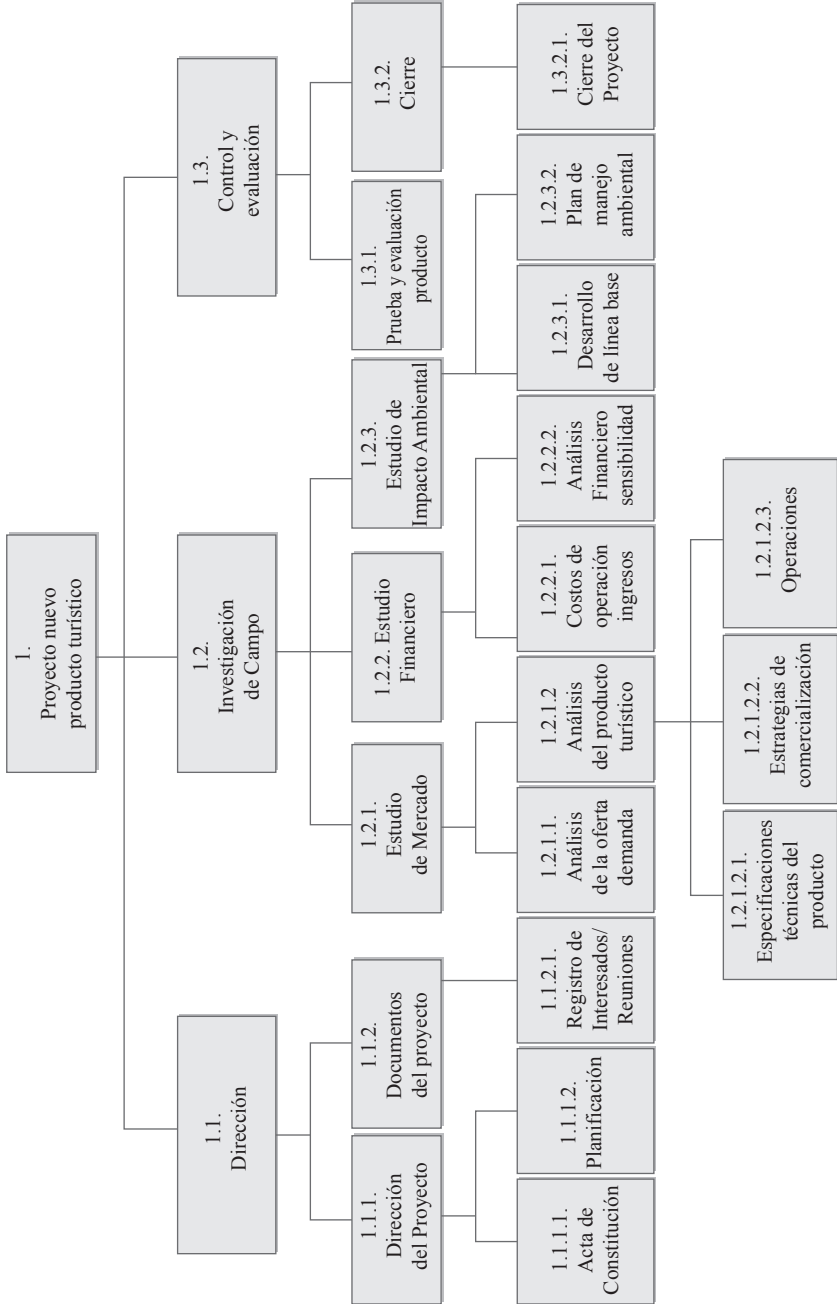 1.
Proyecto nuevo
producto turístico
1.1.
Dirección
1.2.
Investigación
de Campo
1.3.
Control y
evaluación
1.1.1.
Dirección
del Proyecto
1.1.2.
Documentos
del proyecto
1.2.1.
Estudio
de Mercado
1.2.2. Estudio
Financiero
1.2.3.
Estudio de
Impacto Ambiental
1.3.1.
Prueba y evaluación
producto
1.3.2.
Cierre
1.1.1.1.
Acta de
Constitución
1.1.1.2.
Planificación
1.1.2.1.
Registro de
Interesados/
Reuniones
1.2.1.1.
Análisis
de la oferta
demanda
1.2.1.2
Análisis
del producto
turístico
1.2.2.1.
Costos de
operación
ingresos
1.2.2.2.
Análisis
Financiero
sensibilidad
1.2.3.1.
Desarrollo
de línea base
1.2.3.2.
Plan de
manejo
ambiental
1.3.2.1.
Cierre del
Proyecto
1.2.1.2.1.
Especificaciones
técnicas del
producto
1.2.1.2.2.
Estrategias de
comercialización
1.2.1.2.3.
Operaciones